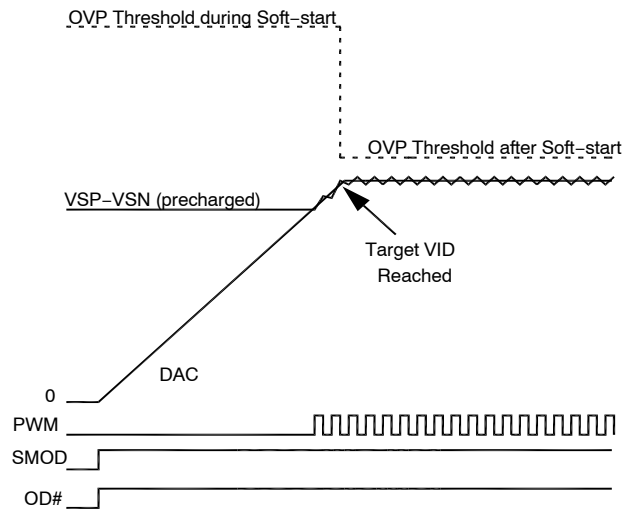 OVP Threshold during Soft−start
OVP Threshold after Soft−start
VSP−VSN (precharged)
Target VID
Reached
DAC
0
PWM
SMOD
OD#